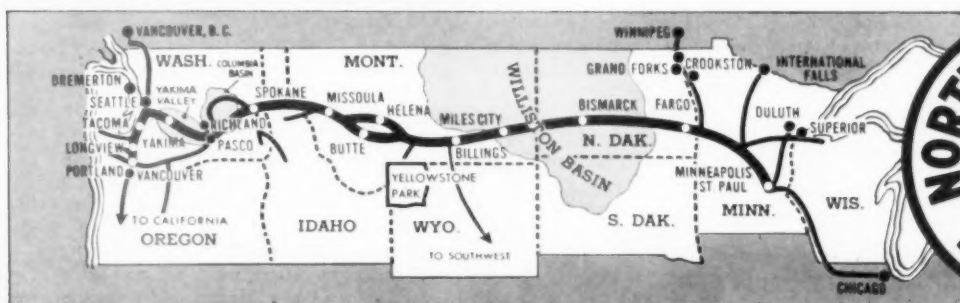 VANCOUVER, B.C.
WASH.
COLUMBIA
BASIN
MONT.
WINNIPEG
GRAND FORKS
CROOKSTON
INTERNATIONAL
FALLS
BREMERTON
SEATTLE
YAKIMA
VALLEY
SPOKANE
MISSOULA
HELENA
WILLISTON BASIN
BISMARCK
FARGO
DULUTH
SUPERIOR
TACOMA
RICHLAND
MILES CITY
N. DAK.
LONGVIEW
YAKIMA
PASCO
BUTTE
BILLINGS
MINNEAPOLIS
ST PAUL
PORTLAND
VANCOUVER
YELLOWSTONE
PARK
TO CALIFORNIA
OREGON
IDAHO
WYO.
S. DAK.
MINN.
WIS.
TO SOUTHWEST
CHICAGO
NORTH